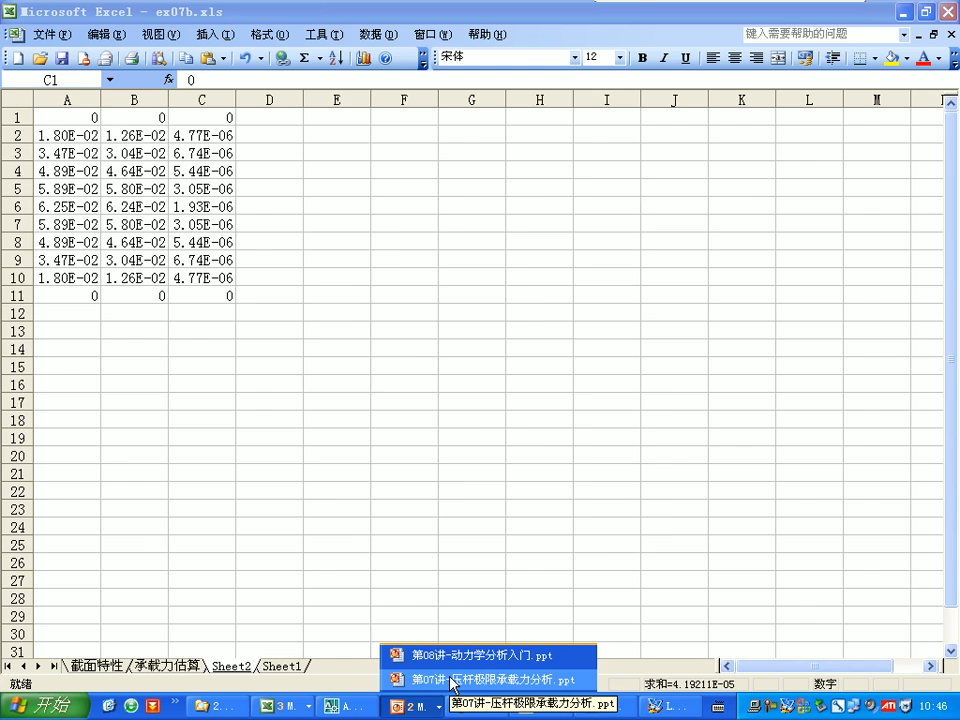 Microsoft Excel - ex07b.xls
文件(F) 编辑(E) 视图(V) 插入(I) 格式(O) 工具(T) 数据(D) 窗口(W) 帮助(H) 键入需要帮助的问题
宋体 12 B I U
C1 fx 0
A B C D E F G H I J K L M
1 0 0 0
2 1.80E-02 1.26E-02 4.77E-06
3 3.47E-02 3.04E-02 6.74E-06
4 4.89E-02 4.64E-02 5.44E-06
5 5.89E-02 5.80E-02 3.05E-06
6 6.25E-02 6.24E-02 1.93E-06
7 5.89E-02 5.80E-02 3.05E-06
8 4.89E-02 4.64E-02 5.44E-06
9 3.47E-02 3.04E-02 6.74E-06
10 1.80E-02 1.26E-02 4.77E-06
11 0 0 0
12
13
14
15
16
17
18
19
20
21
22
23
24
25
26
27
28
29
30
31
截面特性 承载力估算 Sheet2 Sheet1
第08讲-动力学分析入门.ppt
第07讲-压杆极限承载力分析.ppt
就绪 求和=4.19211E-05 数字
开始 2... 3 M. A... 2 M. 第07讲-压杆极限承载力分析.ppt L... 10:46